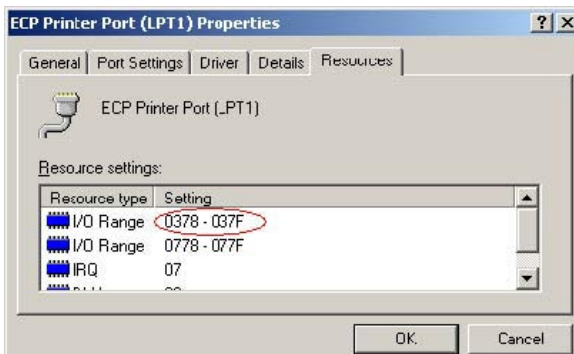 ECP Printer Port (LPT1) Properties
General Port Settings Driver Details Resources
ECP Printer Port (LPT1)
Resource settings:
Resource type Setting
I/O Range 0378 - 037F
I/O Range 0778 - 077F
IRQ 07
OK Cancel